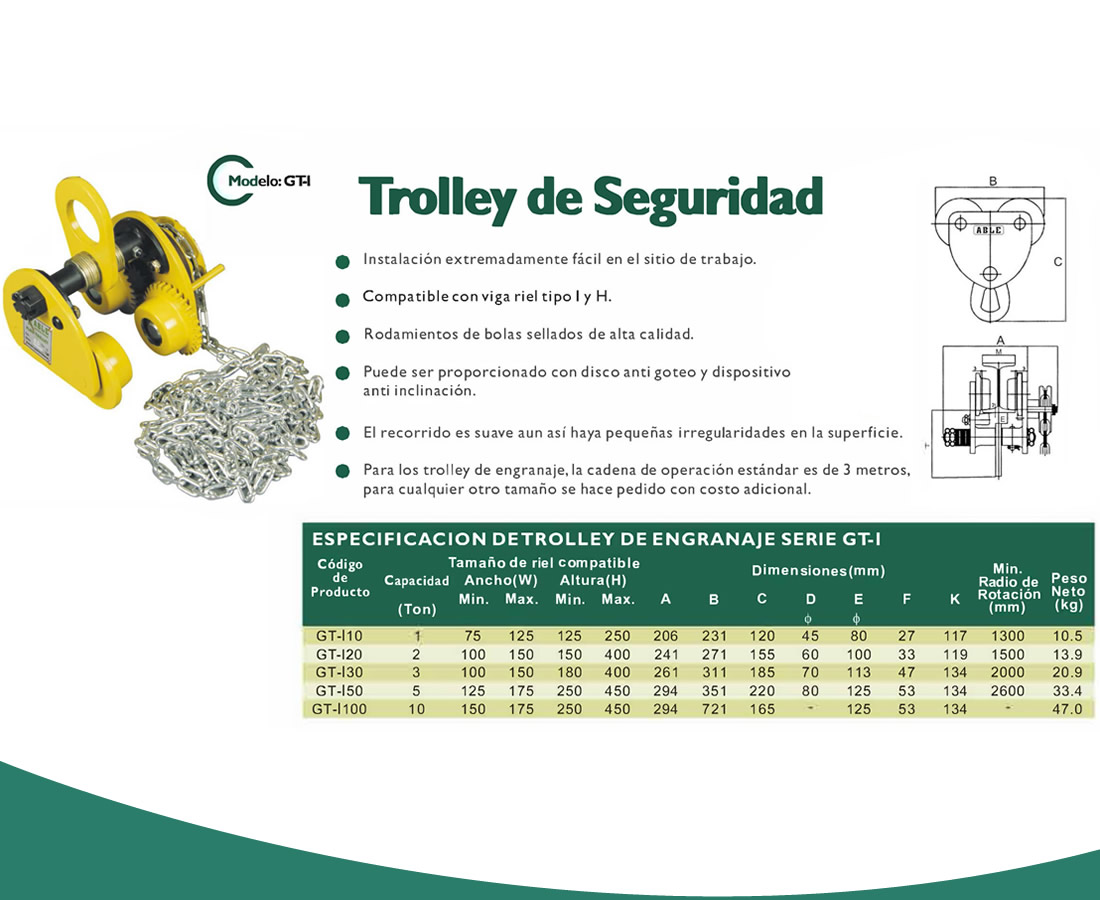 Modelo: GT-I
Trolley de Seguridad
Instalación extremadamente fácil en el sitio de trabajo.
Compatible con viga riel tipo I y H.
Rodamientos de bolas sellados de alta calidad.
Puede ser proporcionado con disco anti goteo y dispositivo
anti inclinación.
El recorrido es suave aun así haya pequeñas irregularidades en la superficie.
Para los trolley de engranaje, la cadena de operación estándar es de 3 metros,
para cualquier otro tamaño se hace pedido con costo adicional.
B
ABLE
C
A
M
E
T
ABLE
ESPECIFICACION DE TROLLEY DE ENGRANAJE SERIE GT-I
Código de Producto Capacidad (Ton) Tamaño de riel compatible Dimensiones(mm) Min. Radio de Rotación (mm) Peso Neto (kg)
Ancho(W) Altura(H)
Min. Max. Min. Max. A B C D E F K
ϕ ϕ
GT-I10 1 75 125 125 250 206 231 120 45 80 27 117 1300 10.5
GT-I20 2 100 150 150 400 241 271 155 60 100 33 119 1500 13.9
GT-I30 3 100 150 180 400 261 311 185 70 113 47 134 2000 20.9
GT-I50 5 125 175 250 450 294 351 220 80 125 53 134 2600 33.4
GT-I100 10 150 175 250 450 294 721 165 - 125 53 134 - 47.0